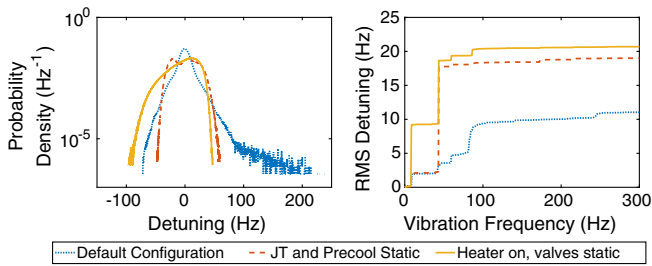 10^0
10^-5
-100
0
100
200
Detuning (Hz)
Probability
Density (Hz^-1)
25
20
15
10
5
0
0
100
200
300
Vibration Frequency (Hz)
RMS Detuning (Hz)
Default Configuration
JT and Precool Static
Heater on, valves static